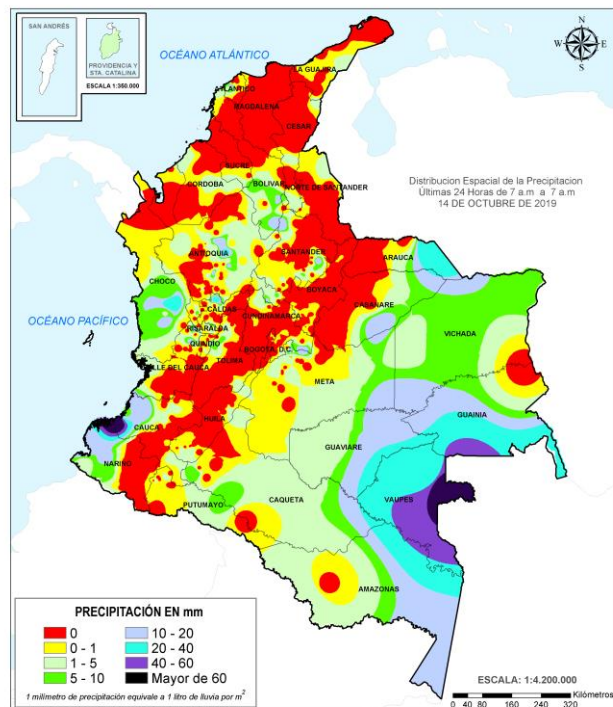 SAN ANDRÉS
PROVIDENCIA Y
STA. CATALINA
ESCALA 1:350.000
OCÉANO ATLÁNTICO
N
W
E
S
LA GUAJIRA
ATLANTICO
MAGDALENA
CESAR
SUCRE
CORDOBA
BOLIVAR
NORTE DE SANTANDER
Distribucion Espacial de la Precipitacion
Últimas 24 Horas de 7 a.m a 7 a.m
14 DE OCTUBRE DE 2019
ANTIOQUIA
SANTANDER
ARAUCA
CHOCO
BOYACA
CASANARE
OCÉANO PACÍFICO
CALDAS
CUNDINAMARCA
RISARALDA
VICHADA
QUINDIO
BOGOTA, D.C.
TOLIMA
VALLE DEL CAUCA
META
GUAINIA
CAUCA
HUILA
GUAVIARE
NARIÑO
CAQUETA
VAUPES
PUTUMAYO
AMAZONAS
PRECIPITACIÓN EN mm
0
10 - 20
0 - 1
20 - 40
1 - 5
40 - 60
5 - 10
Mayor de 60
1 milímetro de precipitación equivale a 1 litro de lluvia por m2
ESCALA: 1:4.200.000
Kilómetros
0 40 80 160 240 320